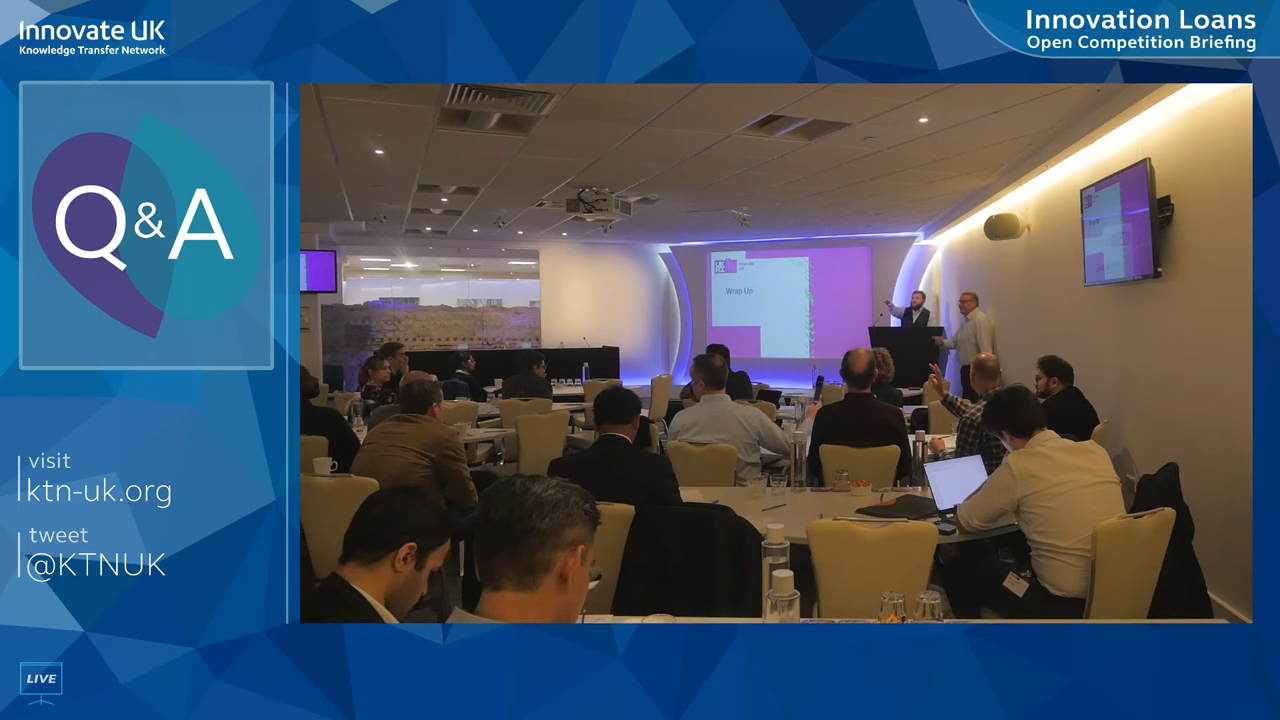 Innovate UK
Knowledge Transfer Network
Innovation Loans
Open Competition Briefing
Q&A
Wrap Up
visit
ktn-uk.org
tweet
@KTNUK
LIVE